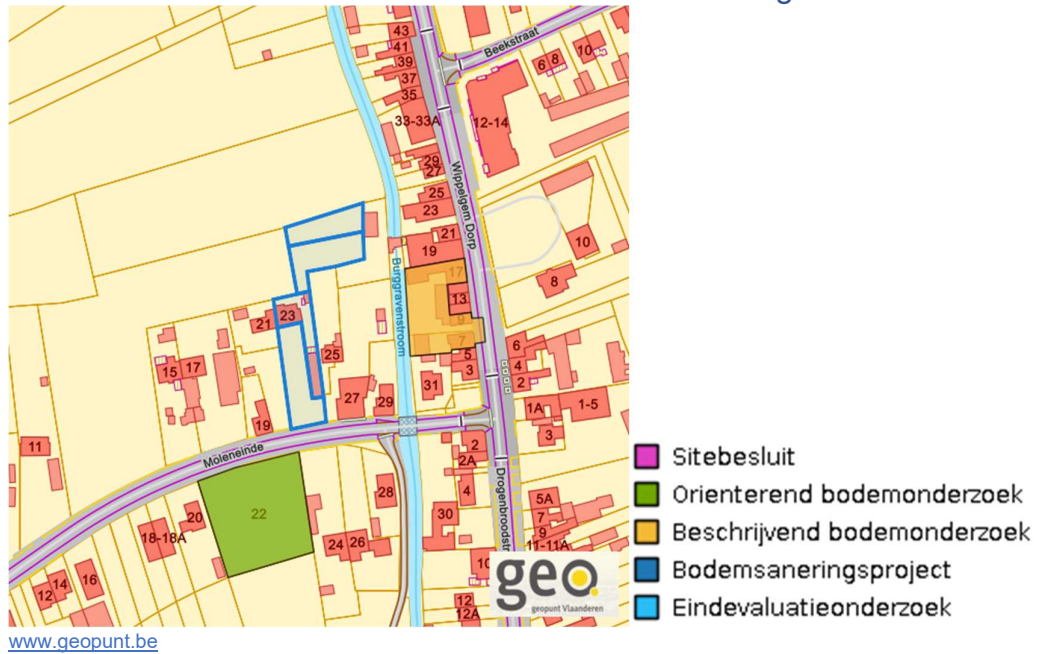 43
41
39
37
35
33-33A
29
27
25
23
21
19
17
13
9
7
5
3
31
Beekstraat
6
8
10
12-14
Wippelgem Dorp
10
8
Burggravenstroom
21
23
25
15
17
19
27
29
11
Moleneinde
6
4
2
1A
1-5
3
2
2A
4
Drogenbroodstr
5A
7
9
11-11A
22
20
18-18A
28
30
24
26
16
14
12
10
12
12A
geo
geopunt Vlaanderen
Sitebesluit
Orienterend bodemonderzoek
Beschrijvend bodemonderzoek
Bodemsaneringsproject
Eindevaluatieonderzoek
www.geopunt.be